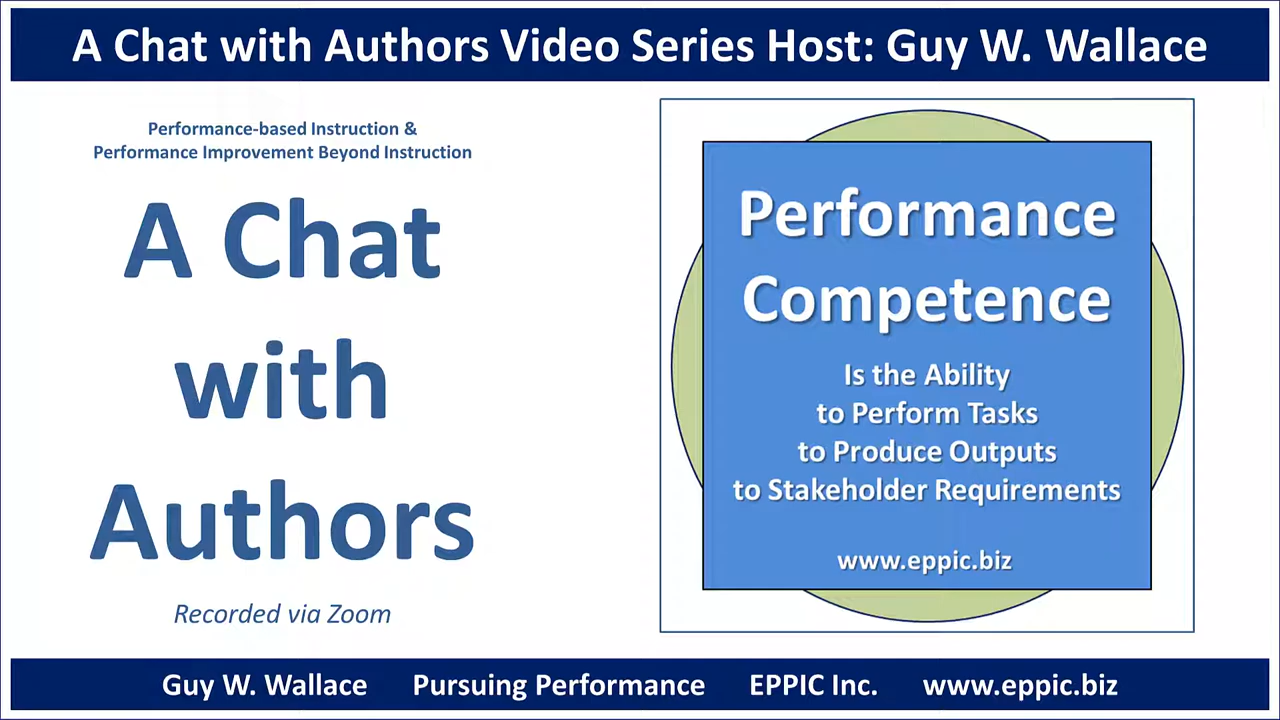 A Chat with Authors Video Series Host: Guy W. Wallace
Performance-based Instruction &
Performance Improvement Beyond Instruction
A Chat
with
Authors
Recorded via Zoom
Performance
Competence
Is the Ability
to Perform Tasks
to Produce Outputs
to Stakeholder Requirements
www.eppic.biz
Guy W. Wallace Pursuing Performance EPPIC Inc. www.eppic.biz